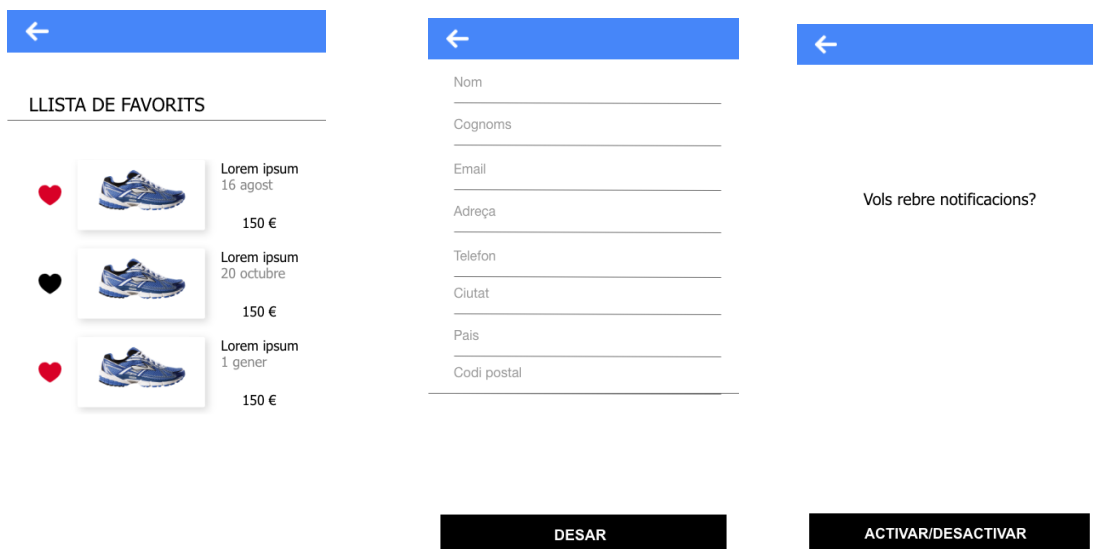 LLISTA DE FAVORITS
Lorem ipsum
16 agost
150 €
Lorem ipsum
20 octubre
150 €
Lorem ipsum
1 gener
150 €
Nom
Cognoms
Email
Adreça
Telefon
Ciutat
Pais
Codi postal
DESAR
Vols rebre notificacions?
ACTIVAR/DESACTIVAR